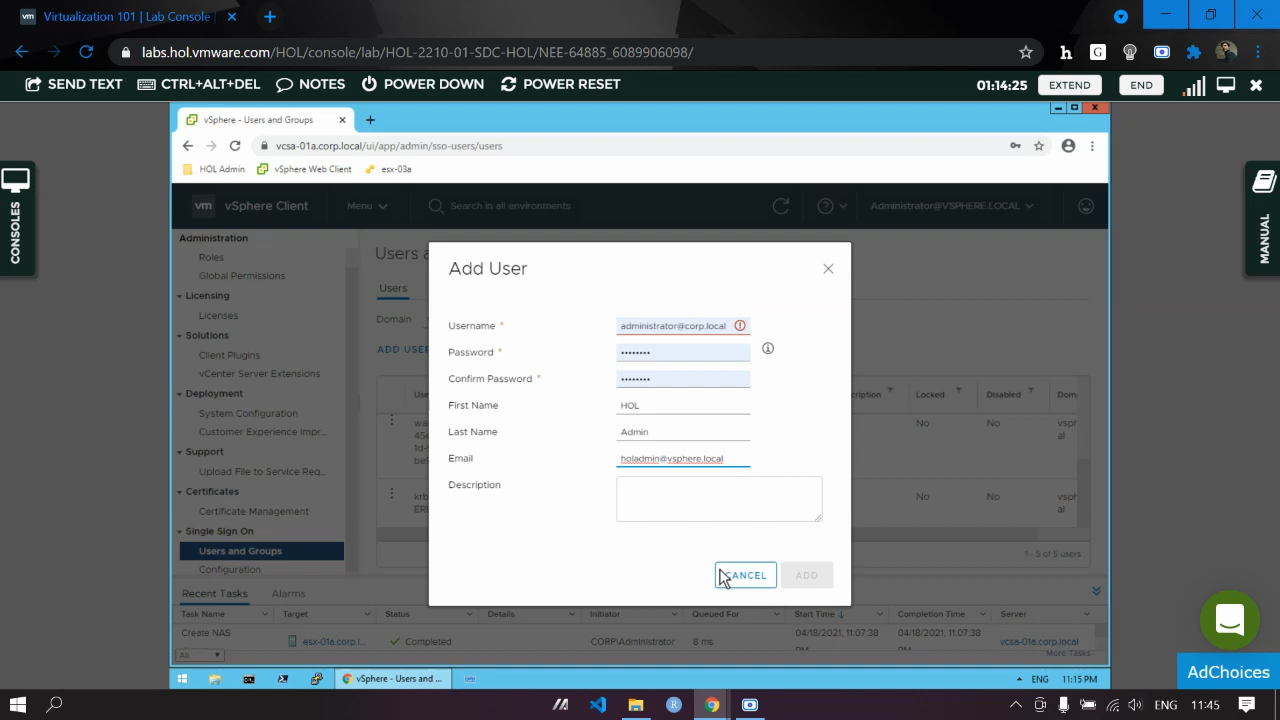 vm Virtualization 101 | Lab Console
labs.hol.vmware.com/HOL/console/lab/HOL-2210-01-SDC-HOL/NEE-64885_6089906098/
SEND TEXT CTRL+ALT+DEL NOTES POWER DOWN POWER RESET 01:14:25 EXTEND END
vSphere - Users and Groups
vcsa-01a.corp.local/ui/app/admin/sso-users/users
HOL Admin vSphere Web Client esx-03a
vm vSphere Client Menu Search in all environments Administrator@VSPHERE.LOCAL
CONSOLES
MANUAL
Administration
Roles
Global Permissions
Licensing
Licenses
Solutions
Client Plugins
vCenter Server Extensions
Deployment
System Configuration
Customer Experience Impr...
Support
Upload File to Service Req...
Certificates
Certificate Management
Single Sign On
Users and Groups
Configuration
Users a
Users
Domain
ADD USER
Add User
Username *
administrator@corp.local
Password *
••••••••
Confirm Password *
••••••••
First Name
HOL
Last Name
Admin
Email
holadmin@vsphere.local
Description
CANCEL
ADD
Locked Disabled Doma
No No vsph
al
No No vsph
al
1 - 5 of 5 users
Recent Tasks Alarms
Task Name Target Status Details Initiator Queued For Start Time Completion Time Server
Create NAS esx-01a.corp.l... Completed CORP\Administrator 8 ms 04/18/2021, 11:07:38 PM 04/18/2021, 11:07:38 PM vcsa-01a.corp.local
All More Tasks
vSphere - Users and ... ENG 11:15 PM
AdChoices
ENG 11:45